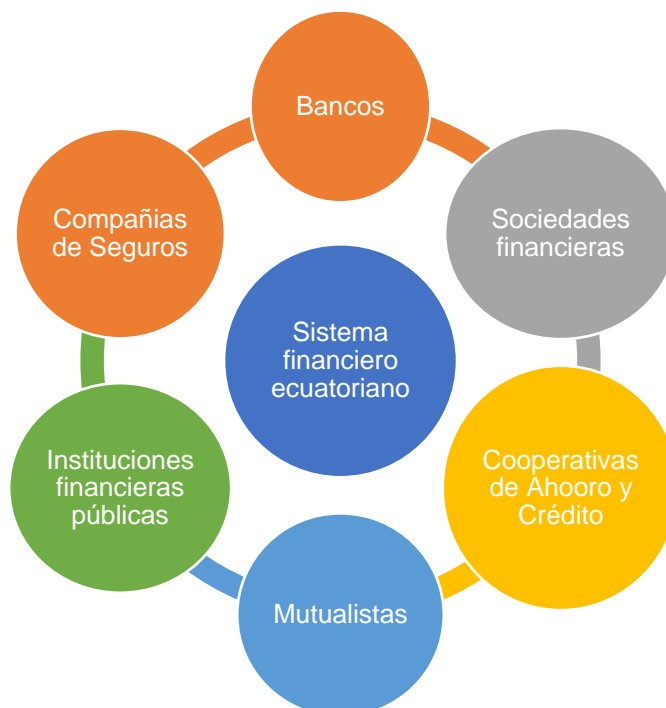 Bancos
Sociedades
financieras
Cooperativas
de Ahooro y
Crédito
Mutualistas
Instituciones
financieras
públicas
Compañias
de Seguros
Sistema
financiero
ecuatoriano